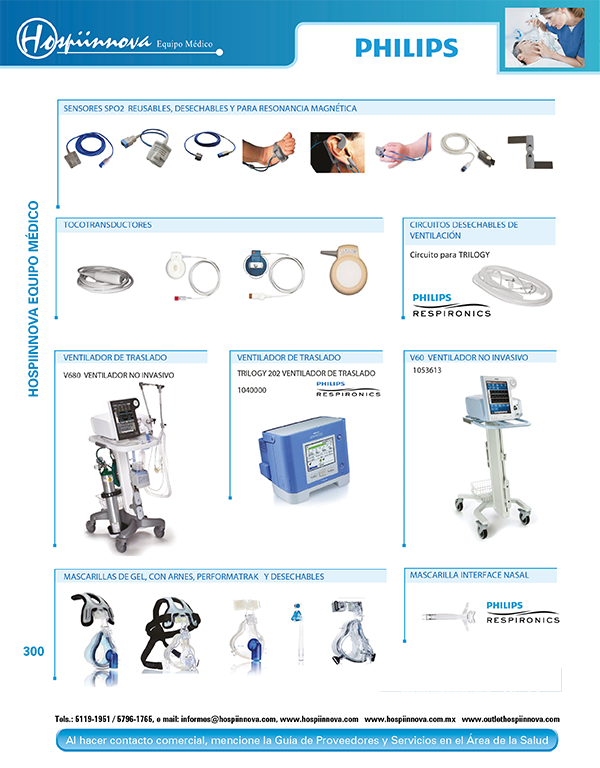 Hospiinnova Equipo Médico
PHILIPS
SENSORES SPO2 REUSABLES, DESECHABLES Y PARA RESONANCIA MAGNÉTICA
HOSPIINNOVA EQUIPO MÉDICO
TOCOTRANSDUCTORES
CIRCUITOS DESECHABLES DE
VENTILACIÓN
Circuito para TRILOGY
PHILIPS
RESPIRONICS
VENTILADOR DE TRASLADO
V680 VENTILADOR NO INVASIVO
VENTILADOR DE TRASLADO
TRILOGY 202 VENTILADOR DE TRASLADO
1040000
PHILIPS
RESPIRONICS
V60 VENTILADOR NO INVASIVO
1053613
MASCARILLAS DE GEL, CON ARNES, PERFORMATRAK Y DESECHABLES
MASCARILLA INTERFACE NASAL
PHILIPS
RESPIRONICS
300
Tels.: 5119-1951 / 5796-1765, e mail: informes@hospiinnova.com, www.hospiinnova.com www.hospiinnova.com.mx www.outlethospiinnova.com
Al hacer contacto comercial, mencione la Guía de Proveedores y Servicios en el Área de la Salud